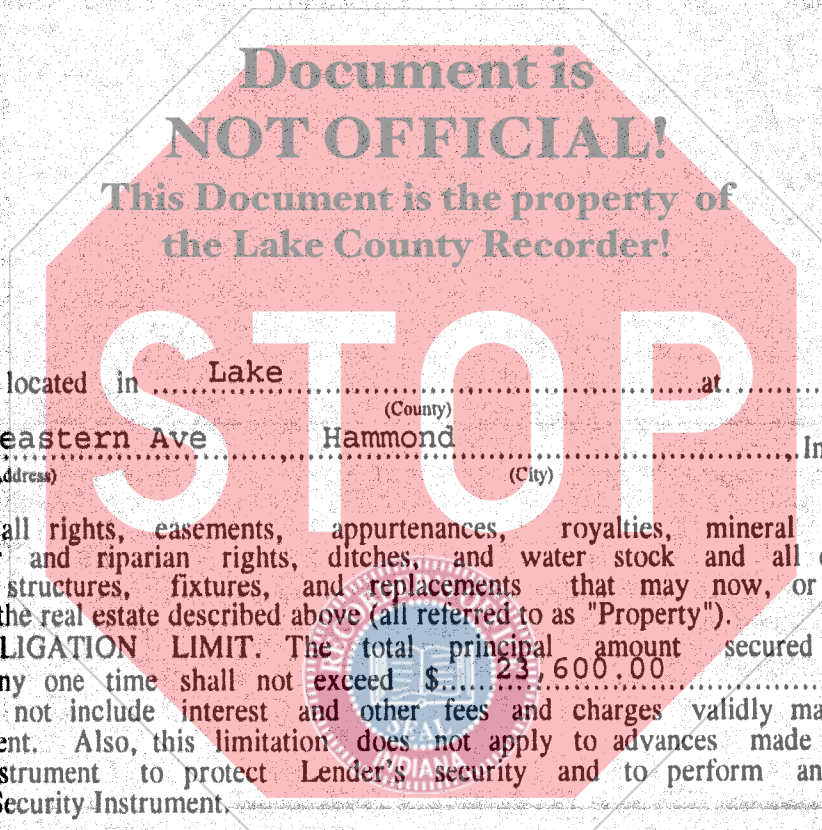 Document is
NOT OFFICIAL!
This Document is the property of
the Lake County Recorder!
STOP
located in ..... Lake ..... at .....
(County)
eastern Ave Hammond
(City)
all rights, easements, appurtenances, royalties, mineral
and riparian rights, ditches, and water stock and all
structures, fixtures, and replacements that may now, or
the real estate described above (all referred to as "Property").
LIGATION LIMIT. The total principal amount secured
ny one time shall not exceed $ 23,600.00
not include interest and other fees and charges validly ma
ent. Also, this limitation does not apply to advances made
strument to protect Lender's security and to perform an
Security Instrument.
SEAL
INDIANA